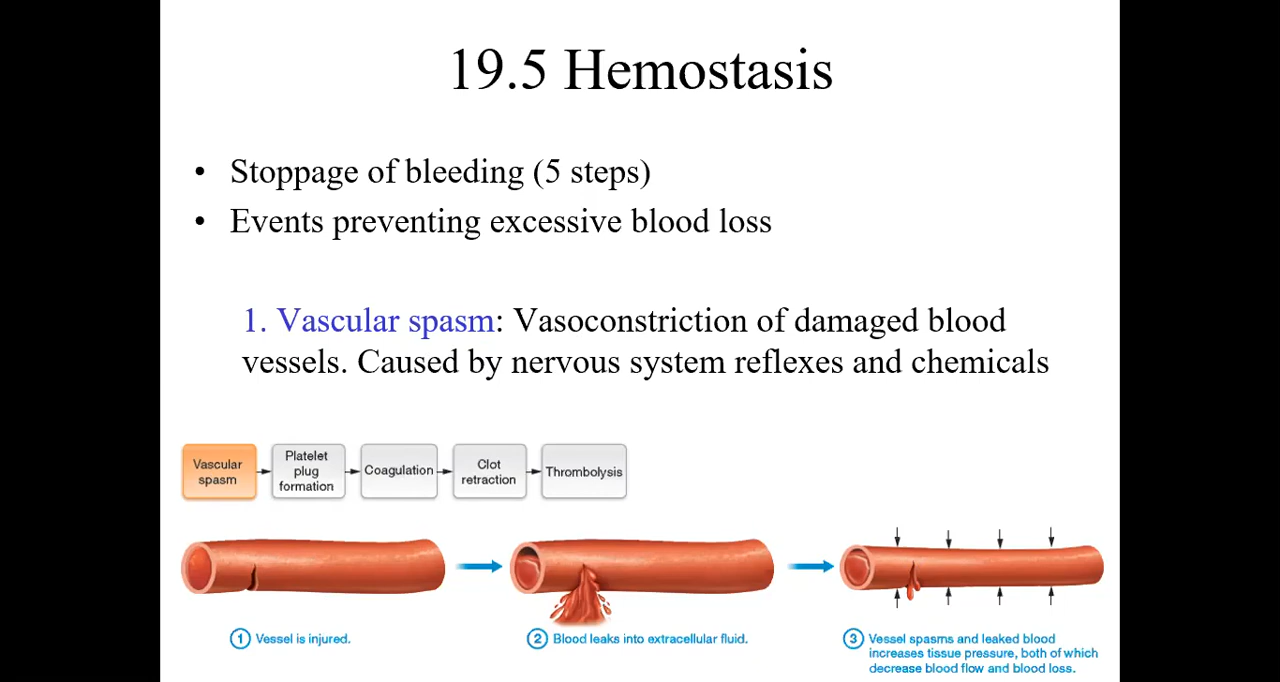 19.5 Hemostasis
• Stoppage of bleeding (5 steps)
• Events preventing excessive blood loss
1. Vascular spasm: Vasoconstriction of damaged blood
vessels. Caused by nervous system reflexes and chemicals
Vascular
spasm
Platelet
plug
formation
Coagulation
Clot
retraction
Thrombolysis
1 Vessel is injured.
2 Blood leaks into extracellular fluid.
3 Vessel spasms and leaked blood
increases tissue pressure, both of which
decrease blood flow and blood loss.